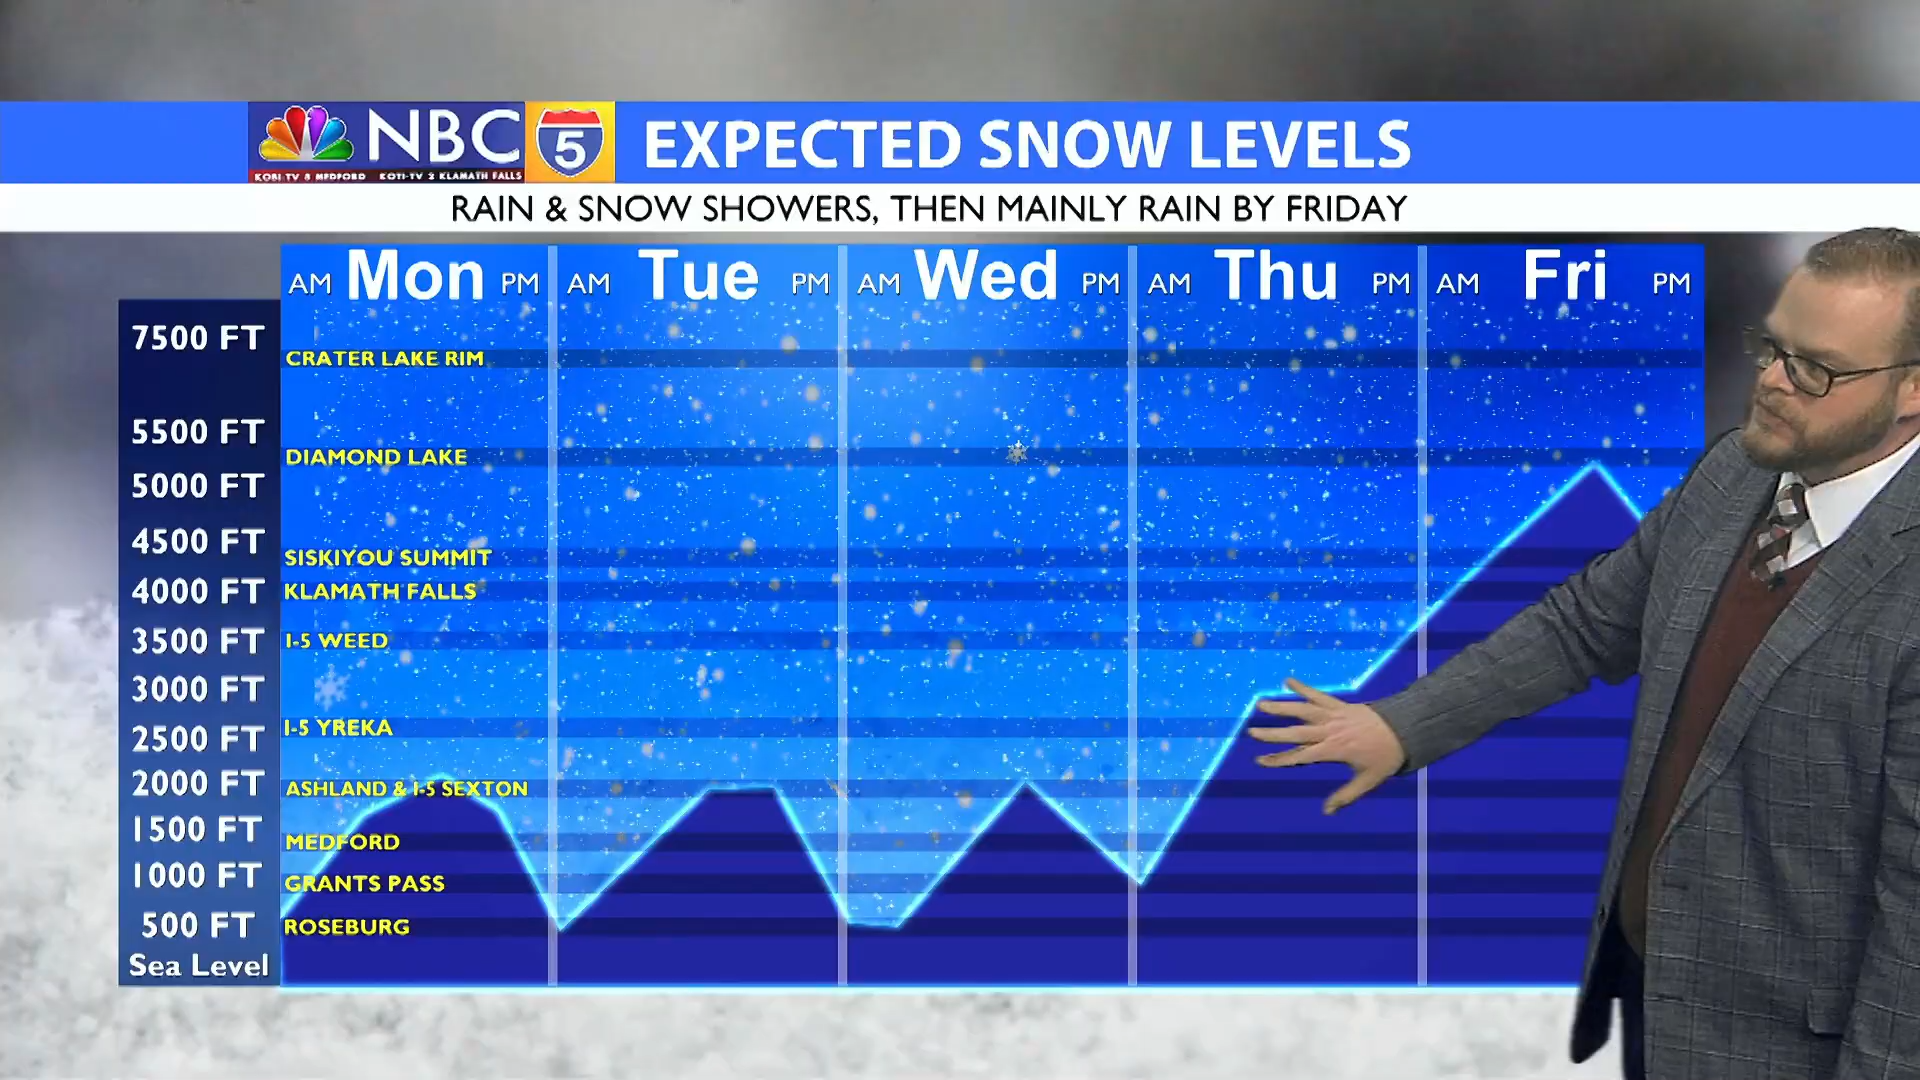 NBC 5 EXPECTED SNOW LEVELS
KOBI-TV 5 MEDFORD KOTI-TV 2 KLAMATH FALLS
RAIN & SNOW SHOWERS, THEN MAINLY RAIN BY FRIDAY
AM Mon PM AM Tue PM AM Wed PM AM Thu PM AM Fri PM
7500 FT
CRATER LAKE RIM
5500 FT
DIAMOND LAKE
5000 FT
4500 FT
SISKIYOU SUMMIT
4000 FT KLAMATH FALLS
3500 FT I-5 WEED
3000 FT
I-5 YREKA
2500 FT
2000 FT ASHLAND & I-5 SEXTON
1500 FT
MEDFORD
1000 FT GRANTS PASS
500 FT ROSEBURG
Sea Level